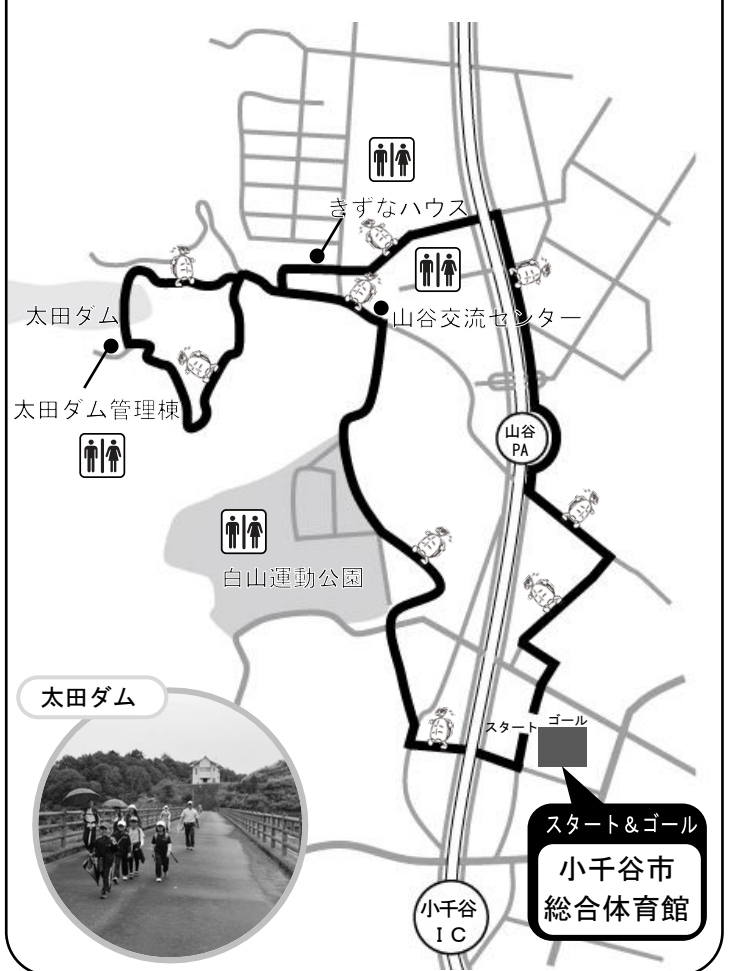 きずなハウス
太田ダム
山谷交流センター
太田ダム管理棟
山谷
PA
白山運動公園
太田ダム
スタート ゴール
スタート＆ゴール
小千谷市
総合体育館
小千谷
ＩＣ